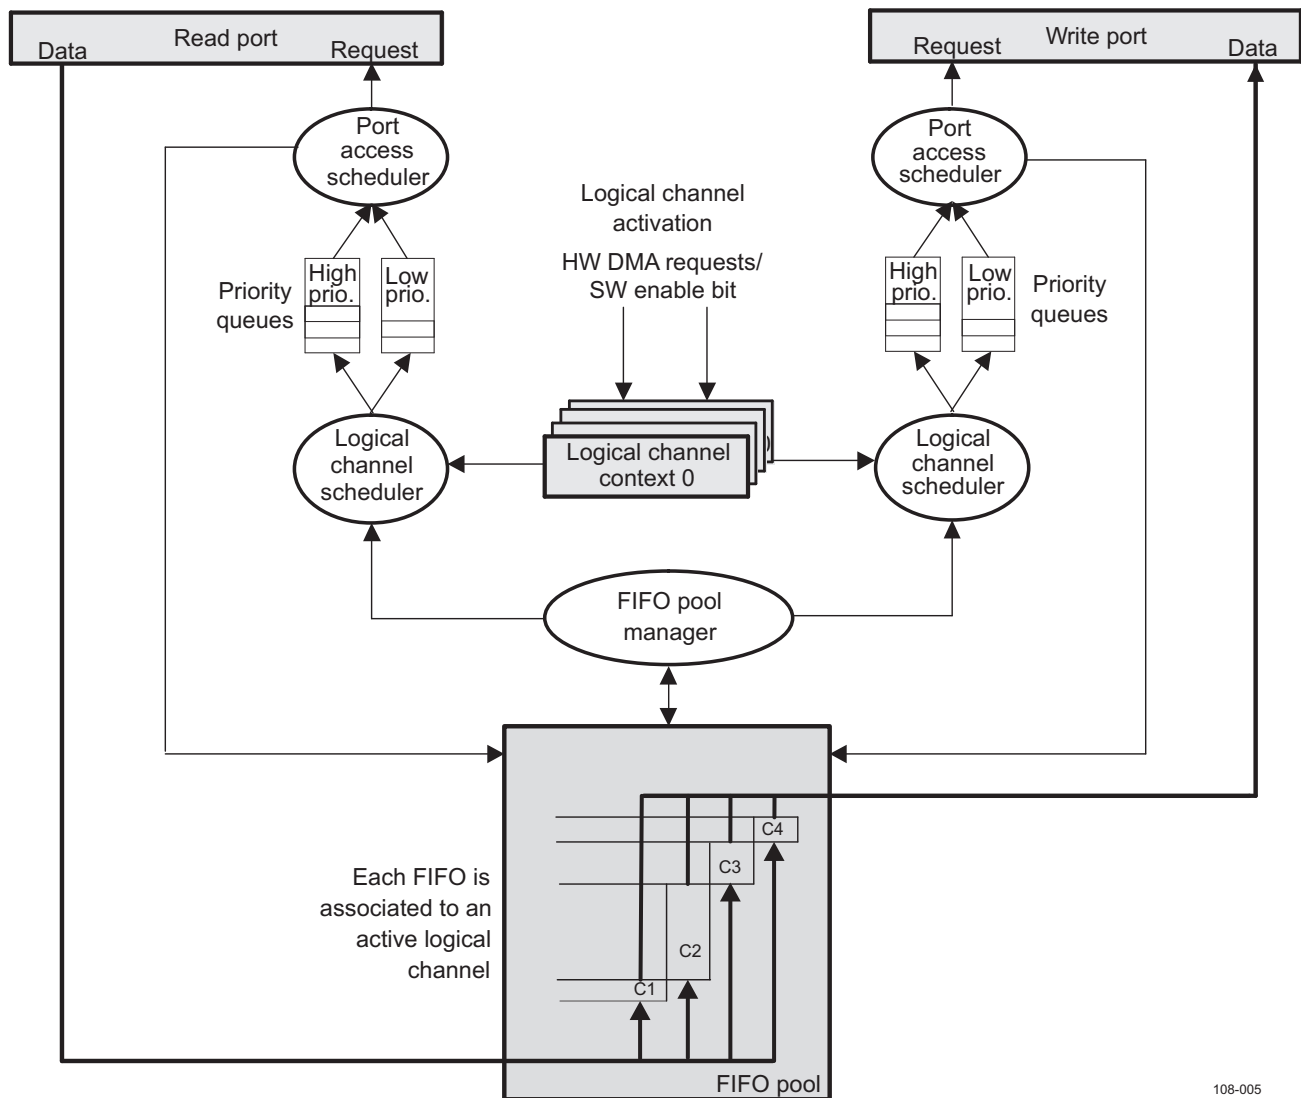 Read port
Data
Request
Write port
Request
Data
Port
access
scheduler
Port
access
scheduler
Logical channel
activation
HW DMA requests/
SW enable bit
Priority
queues
High
prio.
Low
prio.
High
prio.
Low
prio.
Priority
queues
Logical
channel
scheduler
Logical channel
context 0
Logical
channel
scheduler
FIFO pool
manager
Each FIFO is
associated to an
active logical
channel
C4
C3
C2
C1
FIFO pool
108-005